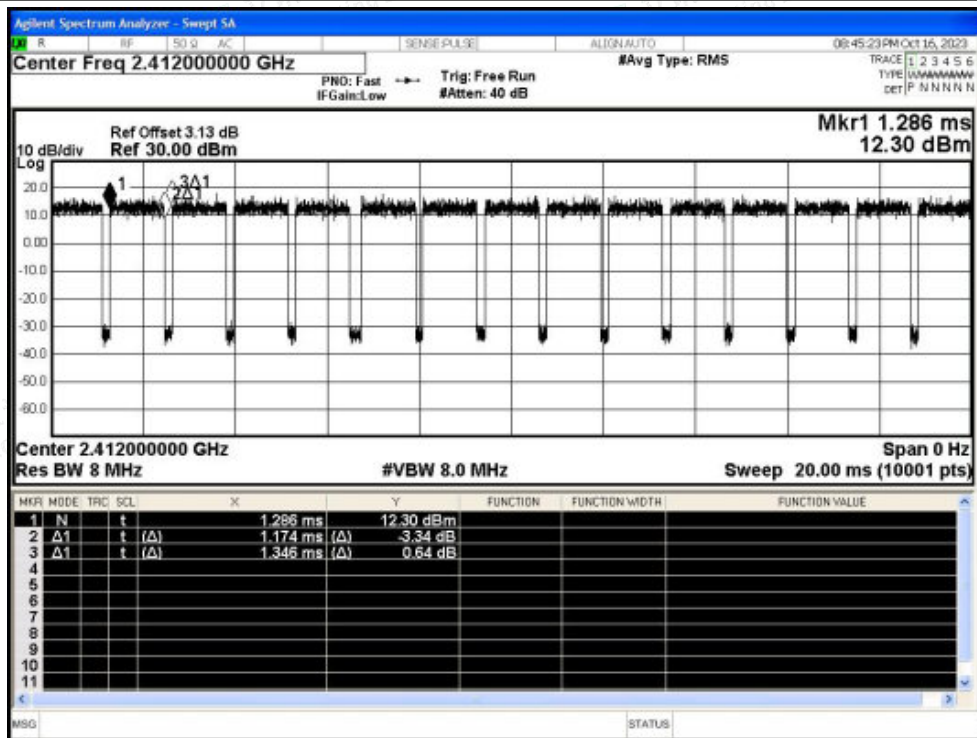 Agilent Spectrum Analyzer - Swept SA
R RF 50 Ω AC SENSE:PULSE ALIGN AUTO 08:45:23 PM Oct 16, 2023
Center Freq 2.412000000 GHz #Avg Type: RMS TRACE 1 2 3 4 5 6
PNO: Fast Trig: Free Run TYPE WWWWWW
IFGain:Low #Atten: 40 dB DET P N N N N N
Mkr1 1.286 ms
12.30 dBm
Ref Offset 3.13 dB
10 dB/div Ref 30.00 dBm
Log
1 3Δ1
2Δ1
20.0
10.0
0.00
-10.0
-20.0
-30.0
-40.0
-50.0
-60.0
Center 2.412000000 GHz Span 0 Hz
Res BW 8 MHz #VBW 8.0 MHz Sweep 20.00 ms (10001 pts)
MKR MODE TRC SCL X Y FUNCTION FUNCTION WIDTH FUNCTION VALUE
1 N t 1.286 ms 12.30 dBm
2 Δ1 t (Δ) 1.174 ms (Δ) -3.34 dB
3 Δ1 t (Δ) 1.346 ms (Δ) 0.64 dB
4
5
6
7
8
9
10
11
MSG STATUS